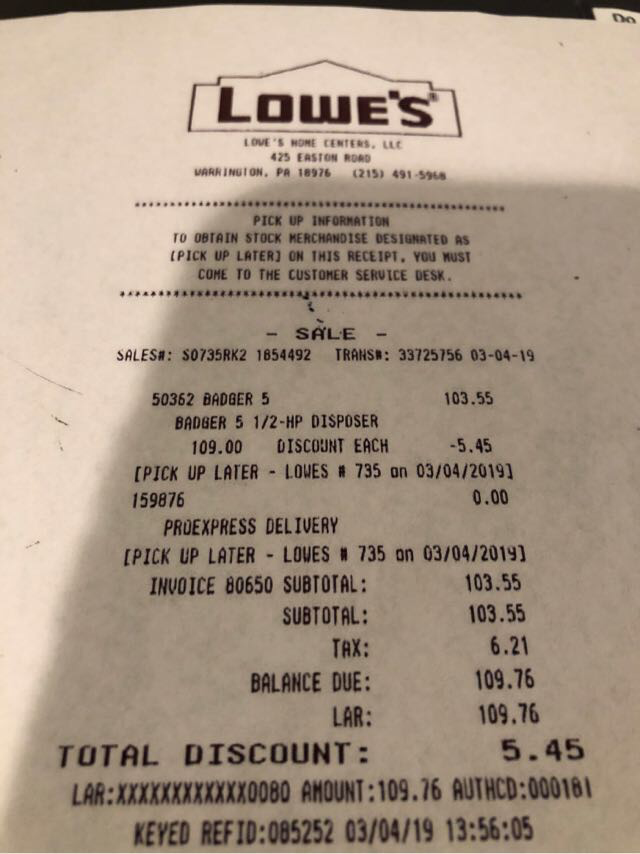 Do
LOWE'S®
LOWE'S HOME CENTERS, LLC
425 EASTON ROAD
WARRINGTON, PA 18976 (215) 491-5968
PICK UP INFORMATION
TO OBTAIN STOCK MERCHANDISE DESIGNATED AS
[PICK UP LATER] ON THIS RECEIPT, YOU MUST
COME TO THE CUSTOMER SERVICE DESK.
- SALE -
SALES#: S0735RK2 1854492 TRANS#: 33725756 03-04-19
50362 BADGER 5 103.55
BADGER 5 1/2-HP DISPOSER
109.00 DISCOUNT EACH -5.45
[PICK UP LATER - LOWES # 735 on 03/04/2019]
159876 0.00
PROEXPRESS DELIVERY
[PICK UP LATER - LOWES # 735 on 03/04/2019]
INVOICE 80650 SUBTOTAL: 103.55
SUBTOTAL: 103.55
TAX: 6.21
BALANCE DUE: 109.76
LAR: 109.76
TOTAL DISCOUNT: 5.45
LAR:XXXXXXXXXXXX0080 AMOUNT:109.76 AUTHCD:000181
KEYED REFID:085252 03/04/19 13:56:05